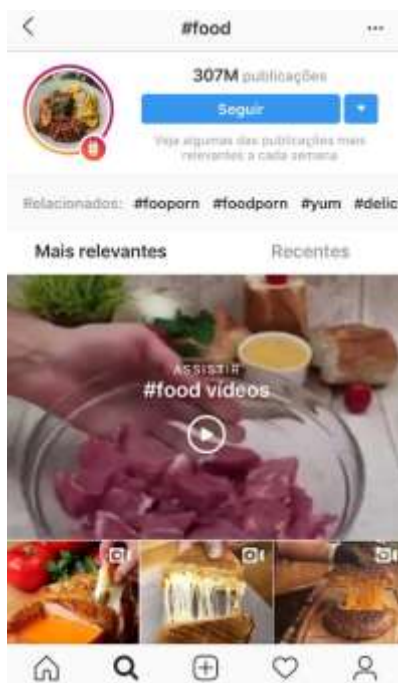 #food
307M publicações
Seguir
Veja algumas das publicações mais
relevantes a cada semana
Relacionados: #fooporn #foodporn #yum #delic
Mais relevantes Recentes
ASSISTIR
#food vídeos